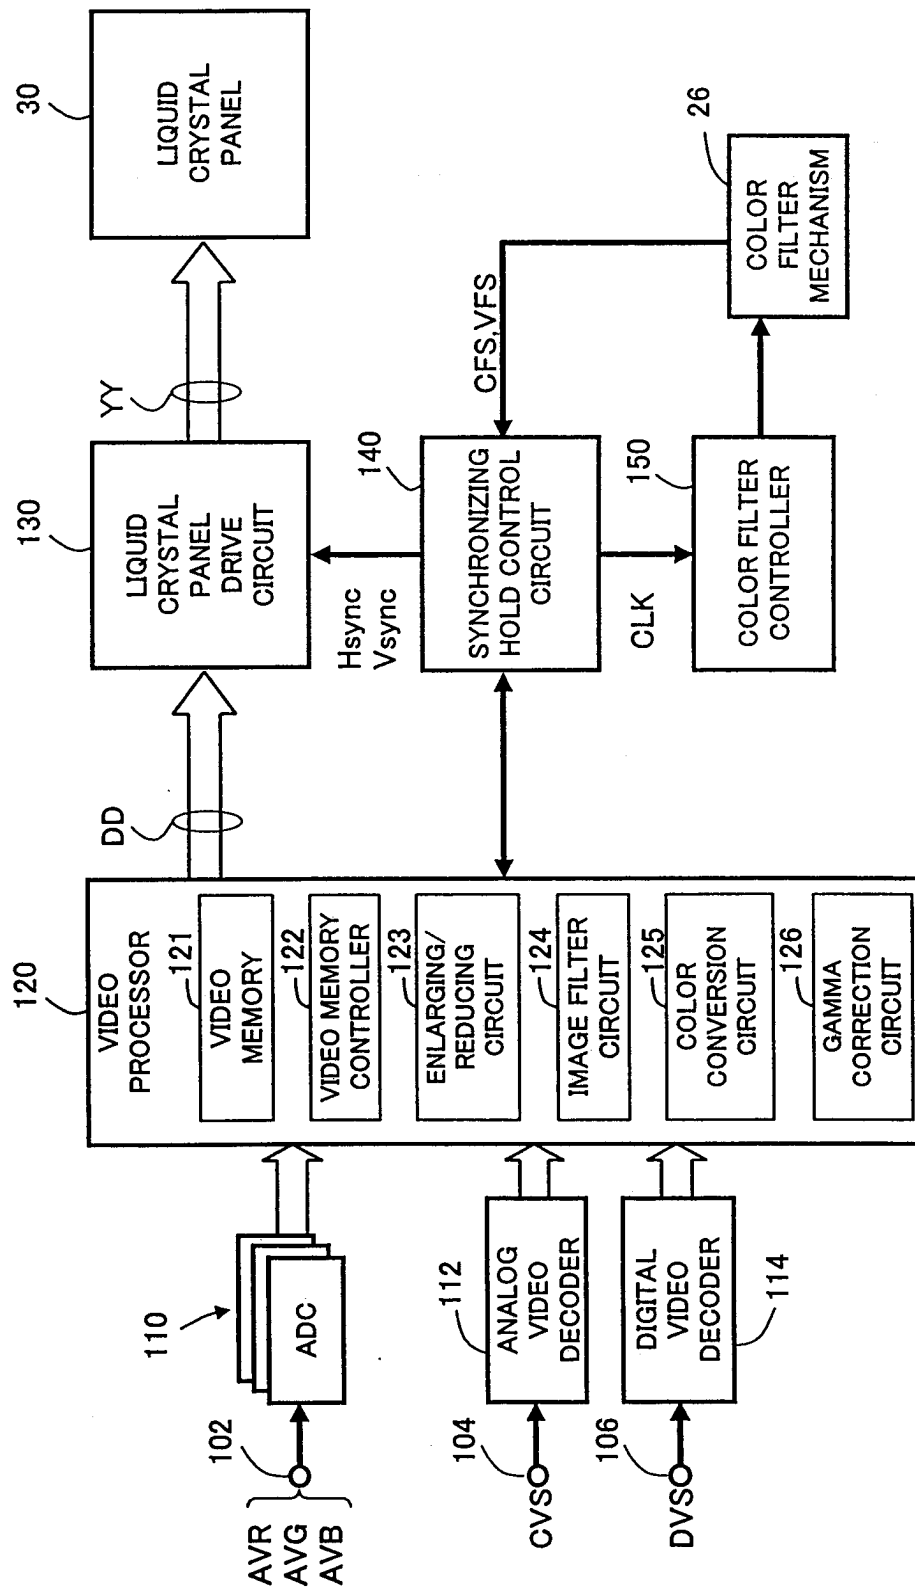 AVR
AVG
AVB
102
110
ADC
CVS
104
112
ANALOG
VIDEO
DECODER
DVS
106
DIGITAL
VIDEO
DECODER
114
120
VIDEO
PROCESSOR
121
VIDEO
MEMORY
122
VIDEO MEMORY
CONTROLLER
123
ENLARGING/
REDUCING
CIRCUIT
124
IMAGE FILTER
CIRCUIT
125
COLOR
CONVERSION
CIRCUIT
126
GAMMA
CORRECTION
CIRCUIT
DD
130
LIQUID
CRYSTAL
PANEL
DRIVE
CIRCUIT
YY
30
LIQUID
CRYSTAL
PANEL
Hsync
Vsync
140
SYNCHRONIZING
HOLD CONTROL
CIRCUIT
CFS,VFS
CLK
150
COLOR FILTER
CONTROLLER
26
COLOR
FILTER
MECHANISM